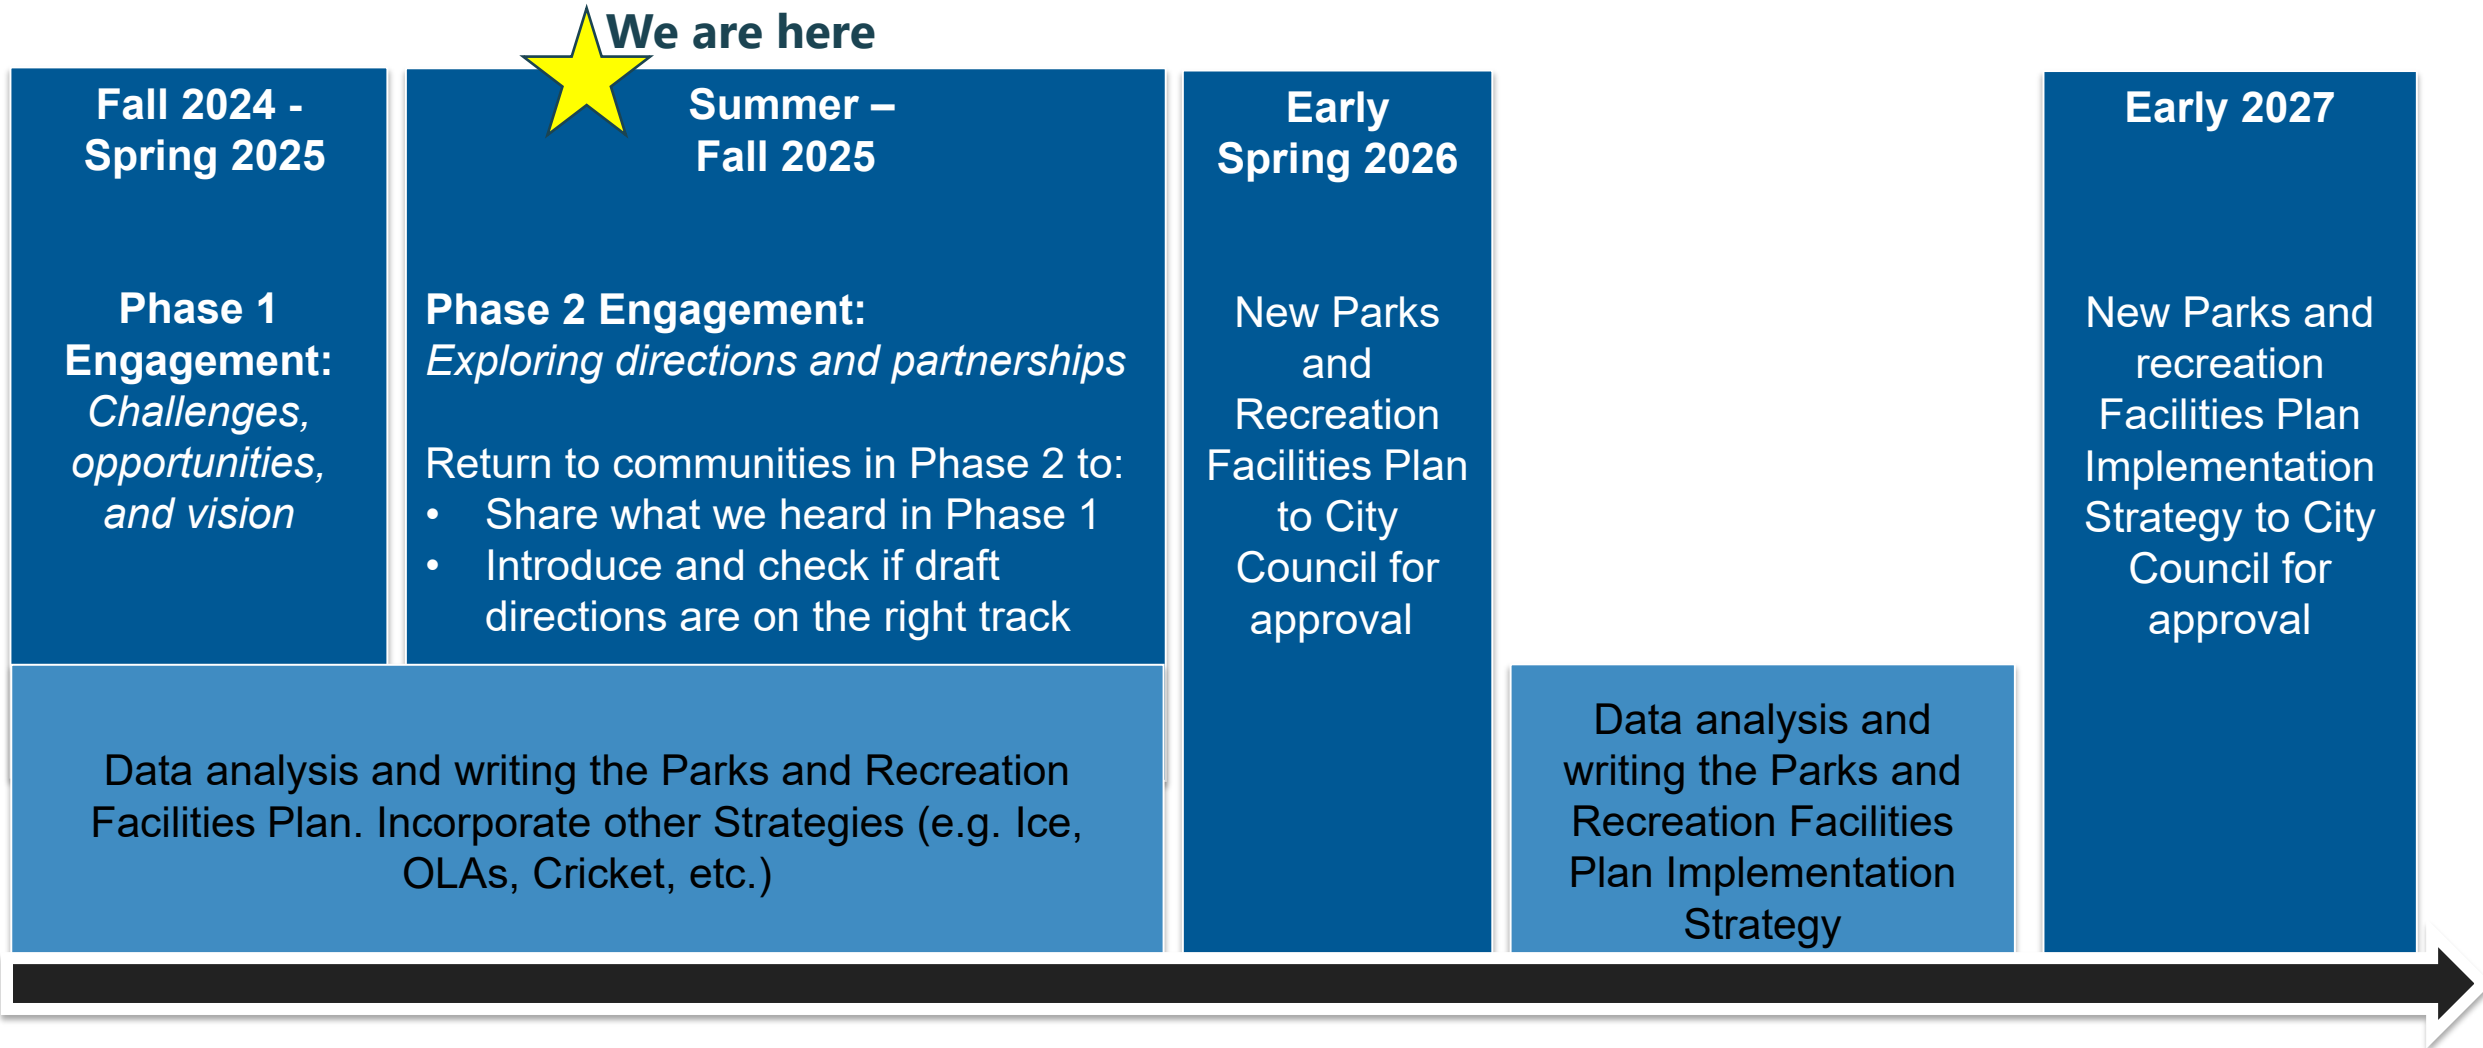 We are here
Fall 2024 -
Spring 2025
Phase 1
Engagement:
Challenges,
opportunities,
and vision
Summer –
Fall 2025
Phase 2 Engagement:
Exploring directions and partnerships
Return to communities in Phase 2 to:
• Share what we heard in Phase 1
• Introduce and check if draft
directions are on the right track
Data analysis and writing the Parks and Recreation
Facilities Plan. Incorporate other Strategies (e.g. Ice,
OLAs, Cricket, etc.)
Early
Spring 2026
New Parks
and
Recreation
Facilities Plan
to City
Council for
approval
Data analysis and
writing the Parks and
Recreation Facilities
Plan Implementation
Strategy
Early 2027
New Parks and
recreation
Facilities Plan
Implementation
Strategy to City
Council for
approval